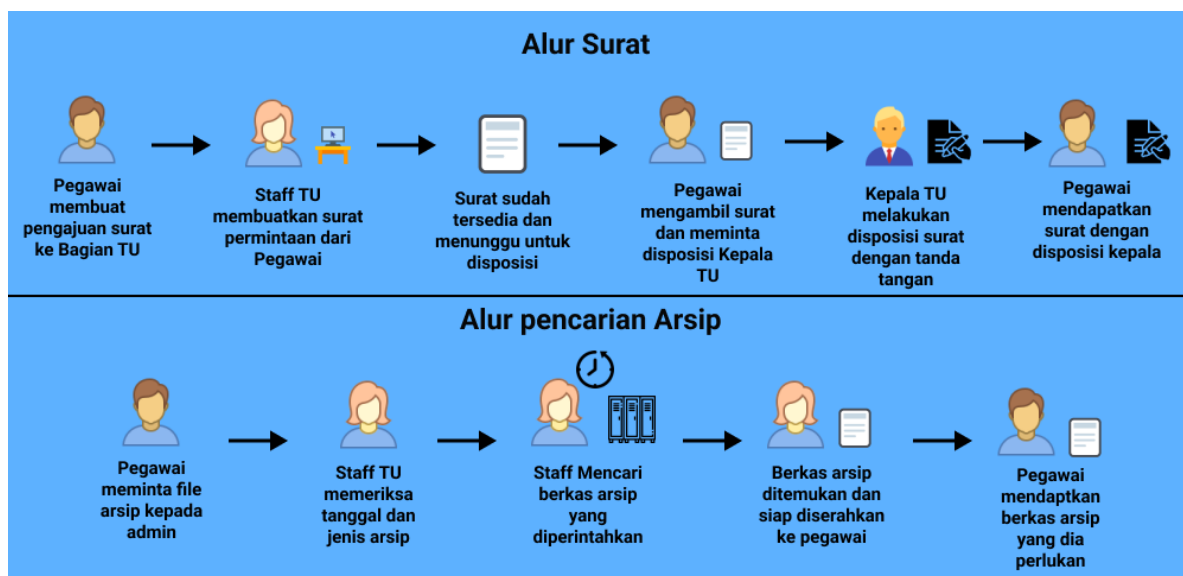 Alur Surat
Pegawai
membuat
pengajuan surat
ke Bagian TU
Staff TU
membuatkan surat
permintaan dari
Pegawai
Surat sudah
tersedia dan
menunggu untuk
disposisi
Pegawai
mengambil surat
dan meminta
disposisi Kepala
TU
Kepala TU
melakukan
disposisi surat
dengan tanda
tangan
Pegawai
mendapatkan
surat dengan
disposisi kepala
Alur pencarian Arsip
Pegawai
meminta file
arsip kepada
admin
Staff TU
memeriksa
tanggal dan
jenis arsip
Staff Mencari
berkas arsip
yang
diperintahkan
Berkas arsip
ditemukan dan
siap diserahkan
ke pegawai
Pegawai
mendaptkan
berkas arsip
yang dia
perlukan